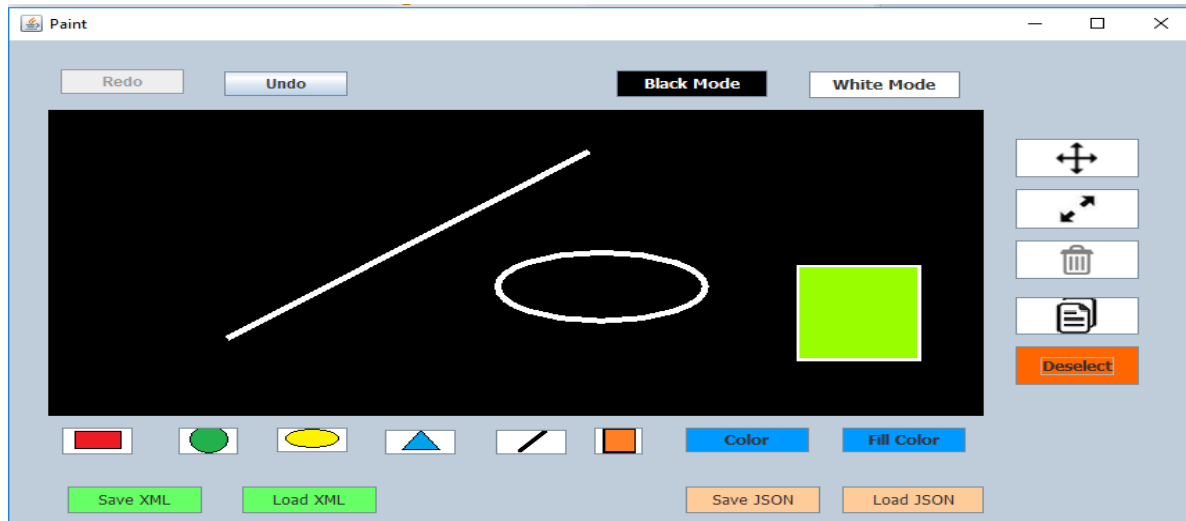 Paint
Redo
Undo
Black Mode
White Mode
Deselect
Color
Fill Color
Save XML
Load XML
Save JSON
Load JSON